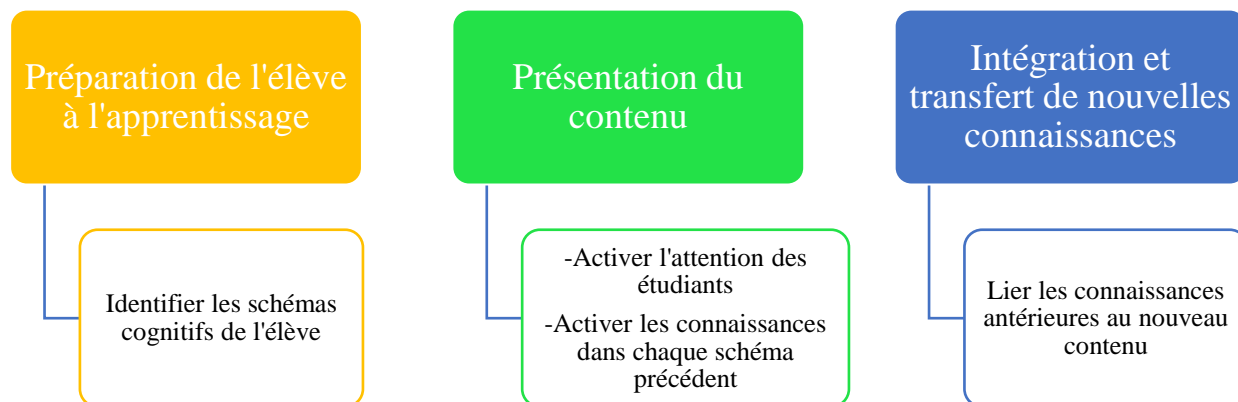 Préparation de l'élève
à l'apprentissage
Identifier les schémas
cognitifs de l'élève
Présentation du
contenu
-Activer l'attention des
étudiants
-Activer les connaissances
dans chaque schéma
précédent
Intégration et
transfert de nouvelles
connaissances
Lier les connaissances
antérieures au nouveau
contenu